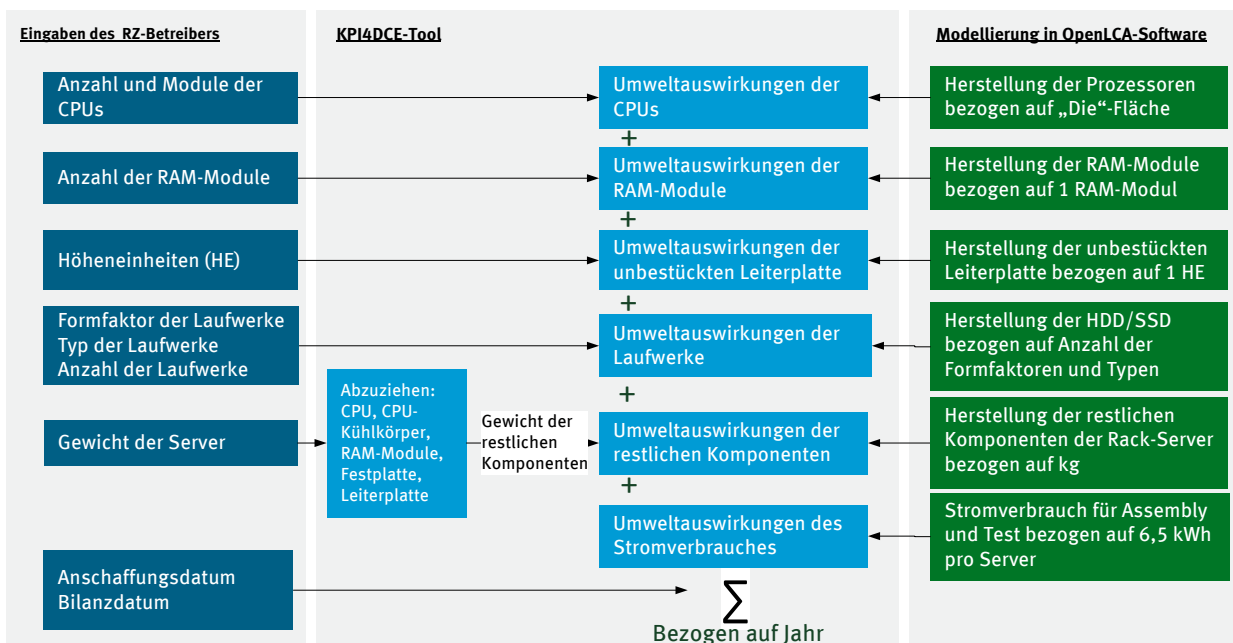 Eingaben des RZ-Betreibers
KPI4DCE-Tool
Modellierung in OpenLCA-Software
Anzahl und Module der
CPUs
Umweltauswirkungen der
CPUs
Herstellung der Prozessoren
bezogen auf „Die“-Fläche
+
Anzahl der RAM-Module
Umweltauswirkungen der
RAM-Module
Herstellung der RAM-Module
bezogen auf 1 RAM-Modul
+
Höheneinheiten (HE)
Umweltauswirkungen der
unbestückten Leiterplatte
Herstellung der unbestückten
Leiterplatte bezogen auf 1 HE
+
Formfaktor der Laufwerke
Typ der Laufwerke
Anzahl der Laufwerke
Umweltauswirkungen der
Laufwerke
Herstellung der HDD/SSD
bezogen auf Anzahl der
Formfaktoren und Typen
+
Gewicht der Server
Abzuziehen:
CPU, CPU-
Kühlkörper,
RAM-Module,
Festplatte,
Leiterplatte
Gewicht der
restlichen
Komponenten
Umweltauswirkungen der
restlichen Komponenten
Herstellung der restlichen
Komponenten der Rack-Server
bezogen auf kg
+
Umweltauswirkungen des
Stromverbrauches
Stromverbrauch für Assembly
und Test bezogen auf 6,5 kWh
pro Server
Anschaffungsdatum
Bilanzdatum
∑
Bezogen auf Jahr